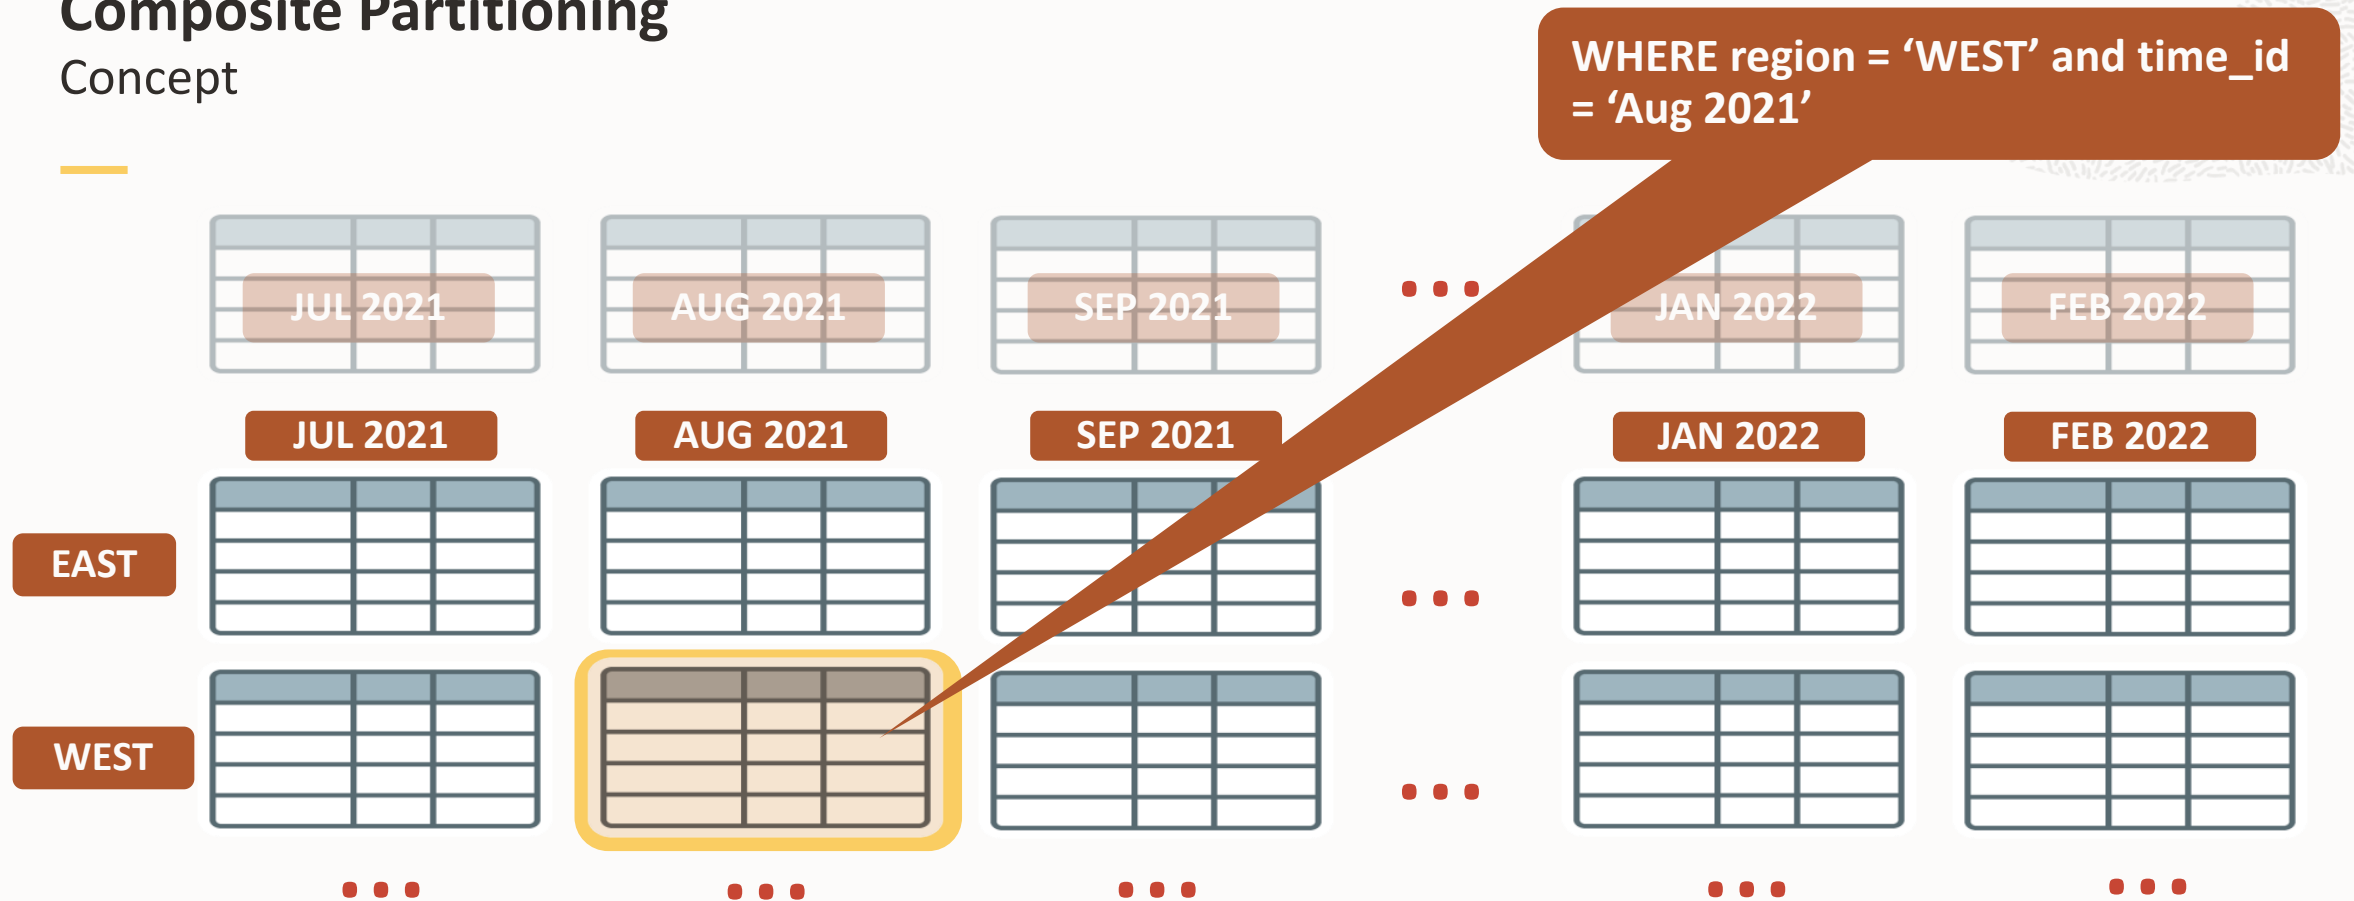 Composite Partitioning
Concept
WHERE region = ‘WEST’ and time_id
= ‘Aug 2021’
JUL 2021
AUG 2021
SEP 2021
...
JAN 2022
FEB 2022
JUL 2021
AUG 2021
SEP 2021
JAN 2022
FEB 2022
EAST
...
WEST
...
... ... ... ... ...